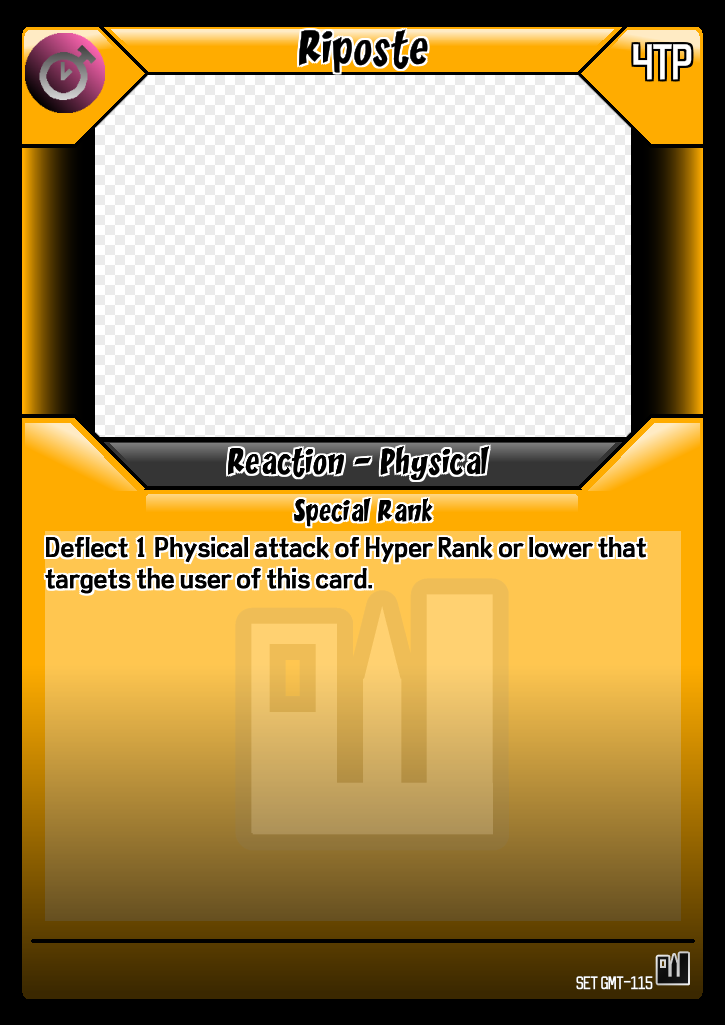 Riposte
4TP
Reaction - Physical
Special Rank
Deflect 1 Physical attack of Hyper Rank or lower that
targets the user of this card.
SET GMT-115